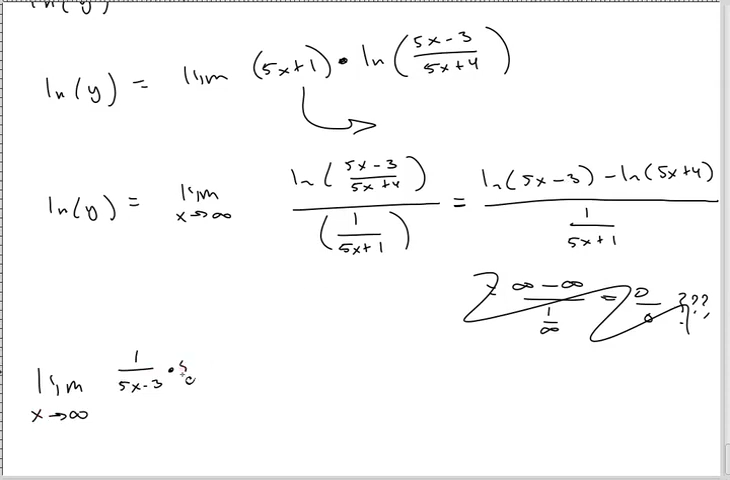 ln(y)
ln(y) = lim (5x+1) • ln(5x-3/5x+4)
ln(y) = lim x→∞ ln(5x-3/5x+4)/(1/5x+1) = ln(5x-3) - ln(5x+4)/(1/5x+1)
∞-∞/(1/∞) = 0/0 ???
lim x→∞ 1/5x-3 •